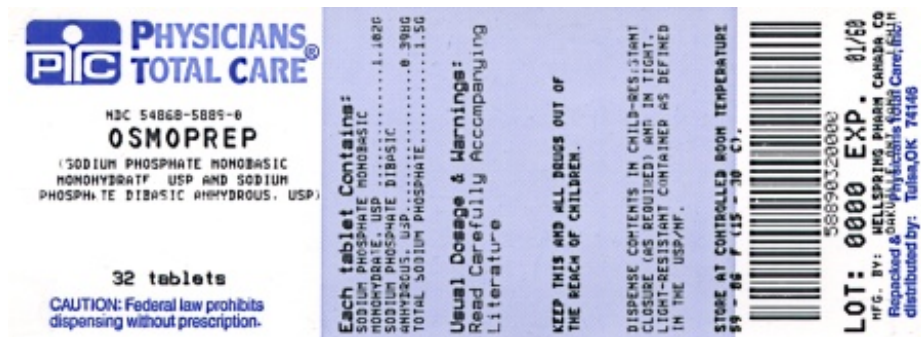 PTC PHYSICIANS
TOTAL CARE®
NDC 54868-5889-0
OSMOPREP
(SODIUM PHOSPHATE MONOBASIC
MONOHYDRATE USP AND SODIUM
PHOSPHATE DIBASIC ANHYDROUS, USP)
32 tablets
CAUTION: Federal law prohibits
dispensing without prescription.
Each tablet Contains:
SODIUM PHOSPHATE MONOBASIC
MONOHYDRATE, USP....................1.102G
SODIUM PHOSPHATE DIBASIC
ANHYDROUS, USP....................0.398G
TOTAL SODIUM PHOSPHATE..............1.5G
Usual Dosage & Warnings:
Read Carefully Accompanying
Literature
KEEP THIS AND ALL DRUGS OUT OF
THE REACH OF CHILDREN.
DISPENSE CONTENTS IN CHILD-RESISTANT
CLOSURE (AS REQUIRED) AND IN TIGHT,
LIGHT-RESISTANT CONTAINER AS DEFINED
IN THE USP/NF.
STORE AT CONTROLLED ROOM TEMPERATURE
59 - 86 F (15 - 30 C).
58890320000
LOT: 0000 EXP. 01/60
MFG. BY: WELLSPRING PHARM CANADA CO
Repacked & Physicians Total Care, Inc.
distributed by: Tulsa, OK 74146